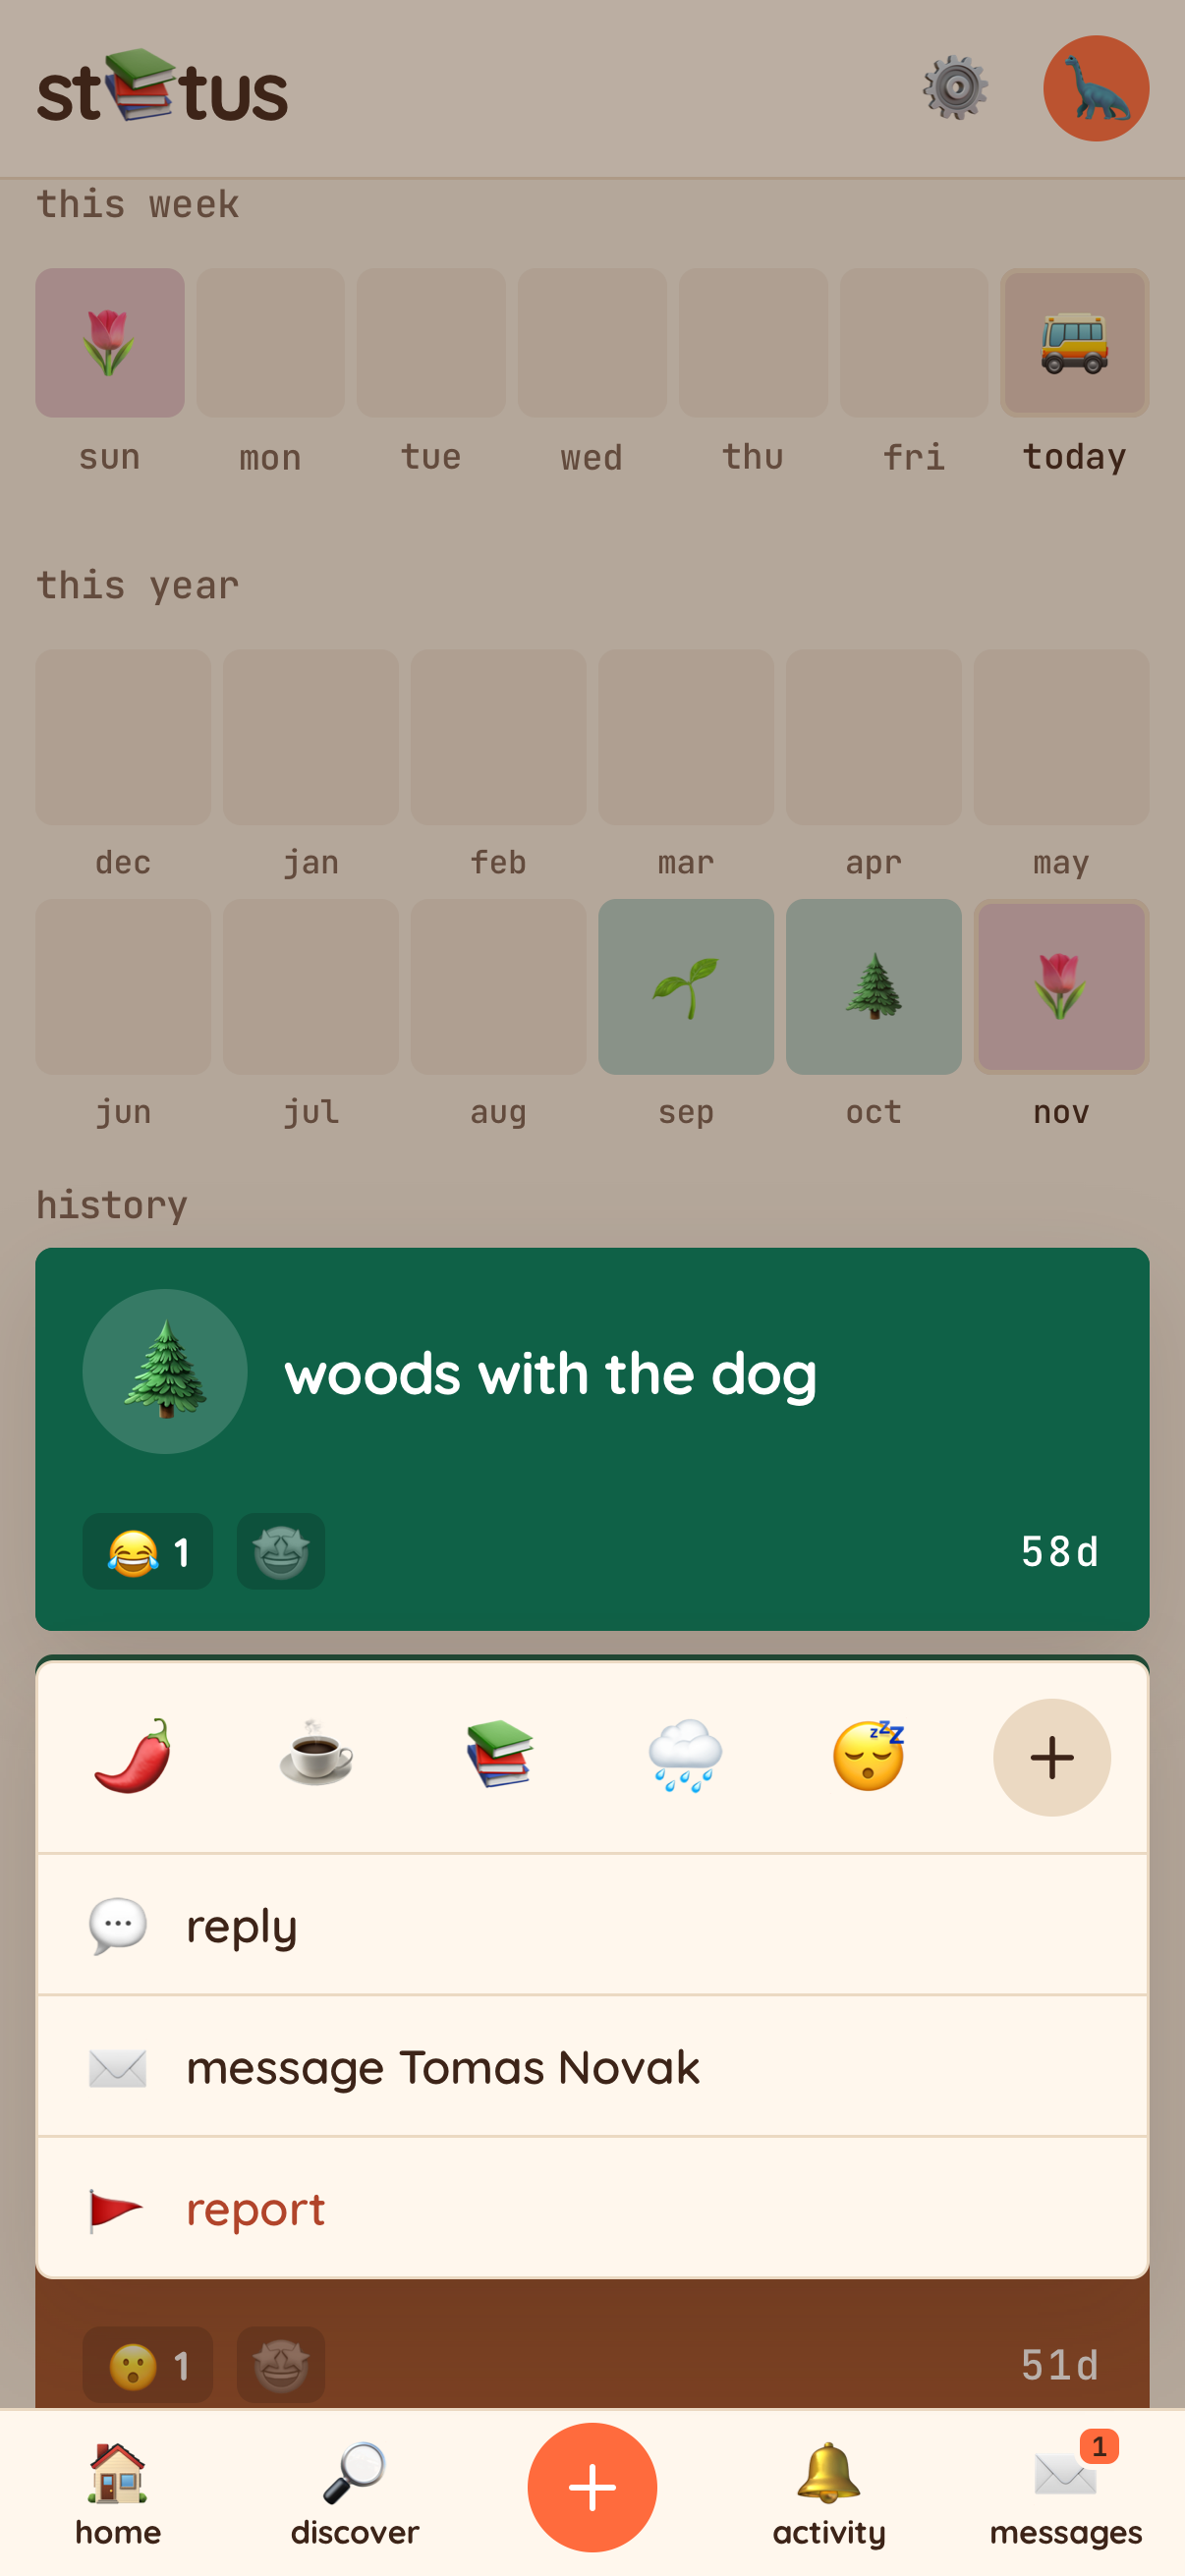 st📚tus
this week
sun mon tue wed thu fri today
this year
dec jan feb mar apr may
jun jul aug sep oct nov
history
woods with the dog
1 58d
reply
message Tomas Novak
report
1 51d
1
home discover activity messages